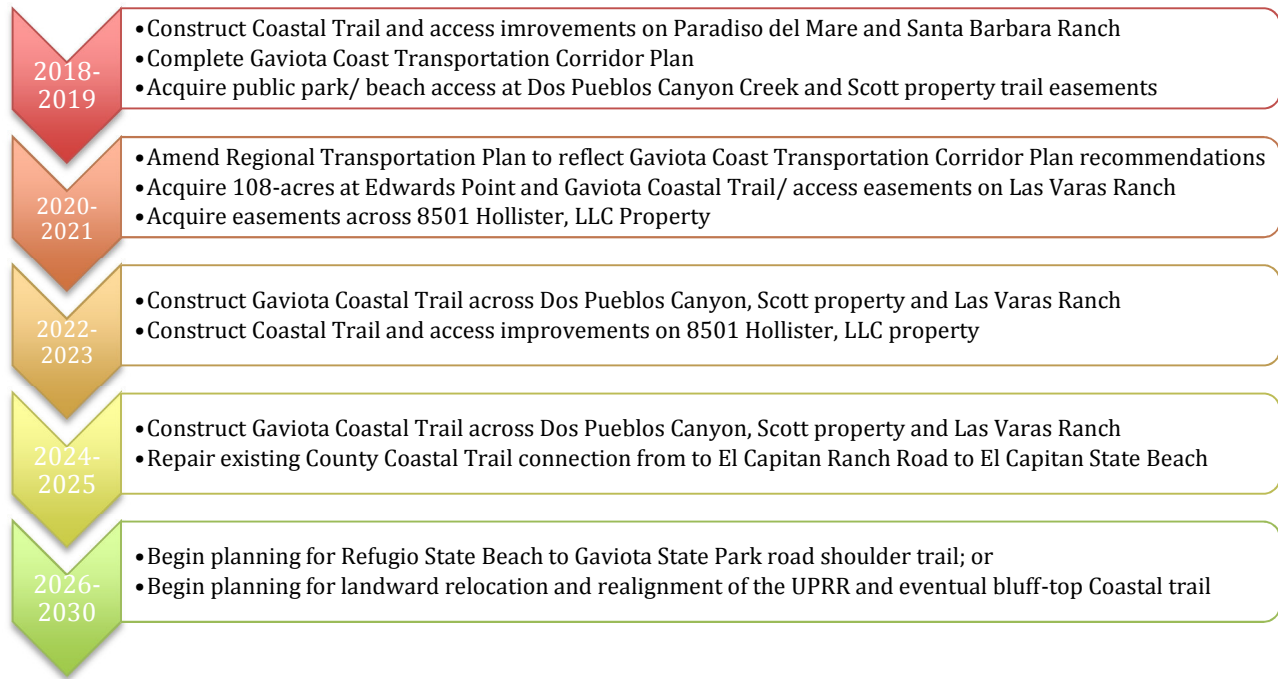 2018-
2019
•Construct Coastal Trail and access imrovements on Paradiso del Mare and Santa Barbara Ranch
•Complete Gaviota Coast Transportation Corridor Plan
•Acquire public park/ beach access at Dos Pueblos Canyon Creek and Scott property trail easements
2020-
2021
•Amend Regional Transportation Plan to reflect Gaviota Coast Transportation Corridor Plan recommendations
•Acquire 108-acres at Edwards Point and Gaviota Coastal Trail/ access easements on Las Varas Ranch
•Acquire easements across 8501 Hollister, LLC Property
2022-
2023
•Construct Gaviota Coastal Trail across Dos Pueblos Canyon, Scott property and Las Varas Ranch
•Construct Coastal Trail and access improvements on 8501 Hollister, LLC property
2024-
2025
•Construct Gaviota Coastal Trail across Dos Pueblos Canyon, Scott property and Las Varas Ranch
•Repair existing County Coastal Trail connection from to El Capitan Ranch Road to El Capitan State Beach
2026-
2030
•Begin planning for Refugio State Beach to Gaviota State Park road shoulder trail; or
•Begin planning for landward relocation and realignment of the UPRR and eventual bluff-top Coastal trail